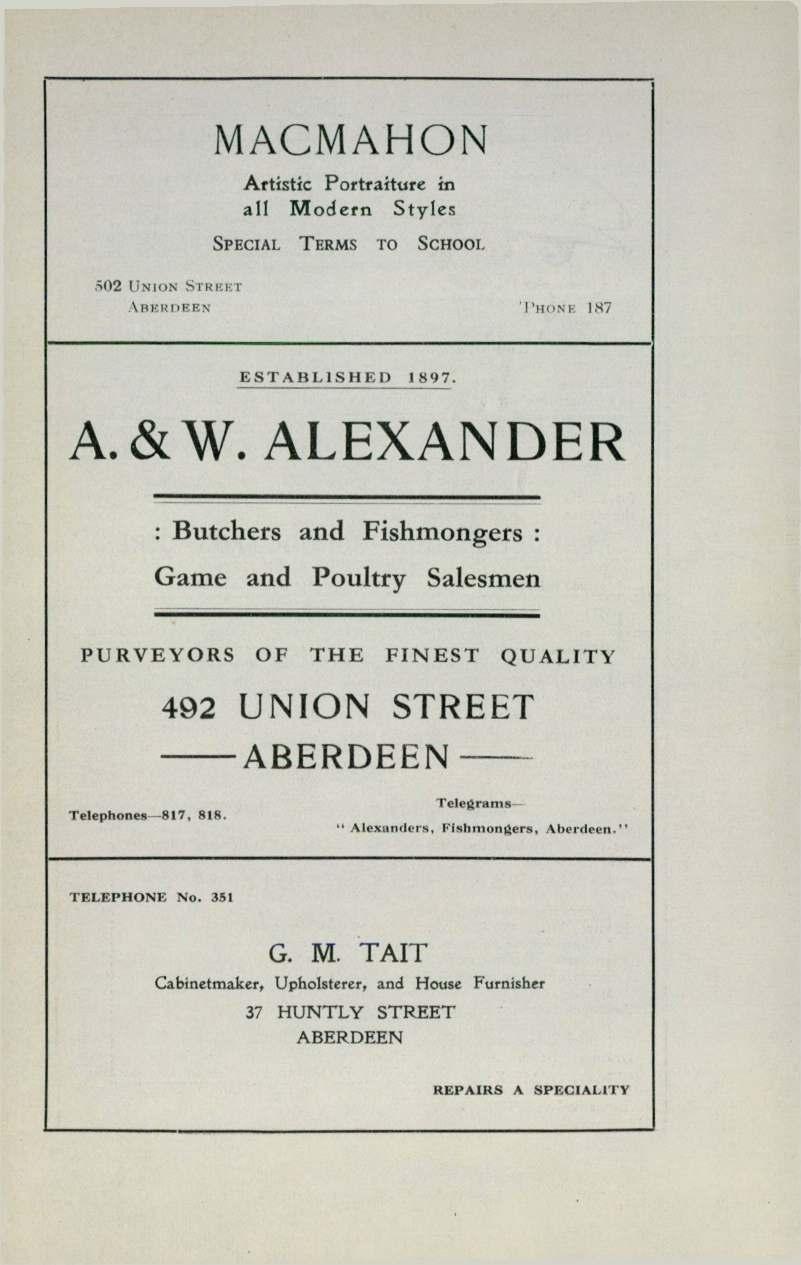 MACMAHON
Artistic Portraiture in
all Modern Styles
SPECIAL TERMS TO SCHOOL
502 UNION STREET
ABERDEEN
'PHONE 187
ESTABLISHED 1897.
A. & W. ALEXANDER
: Butchers and Fishmongers :
Game and Poultry Salesmen
PURVEYORS OF THE FINEST QUALITY
492 UNION STREET
—ABERDEEN—
Telephones—817, 818.
Telegrams—
" Alexanders, Fishmongers, Aberdeen."
TELEPHONE No. 351
G. M. TAIT
Cabinetmaker, Upholsterer, and House Furnisher
37 HUNTLY STREET
ABERDEEN
REPAIRS A SPECIALITY